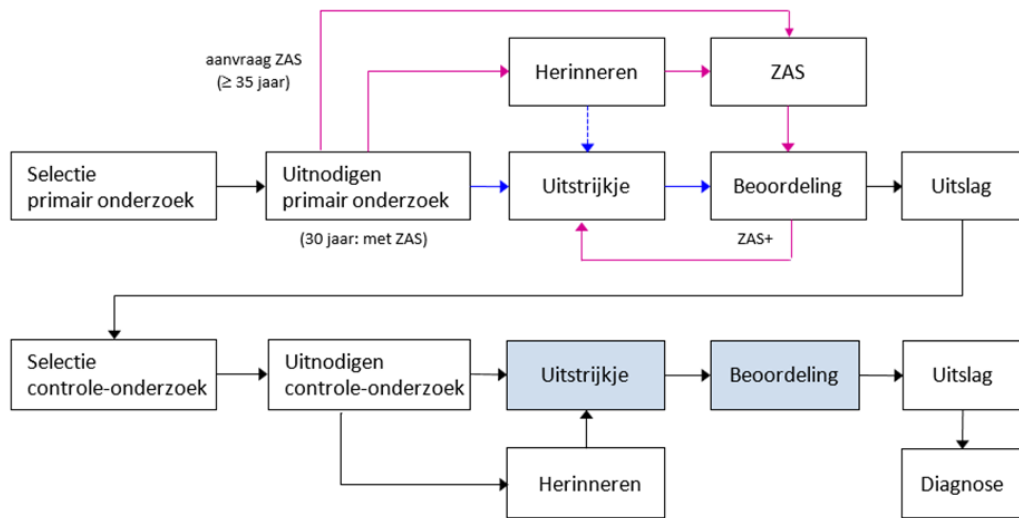 aanvraag ZAS
(≥ 35 jaar)
Herinneren
ZAS
Selectie
primair onderzoek
Uitnodigen
primair onderzoek
Uitstrijkje
Beoordeling
Uitslag
(30 jaar: met ZAS)
ZAS+
Selectie
controle-onderzoek
Uitnodigen
controle-onderzoek
Uitstrijkje
Beoordeling
Uitslag
Herinneren
Diagnose